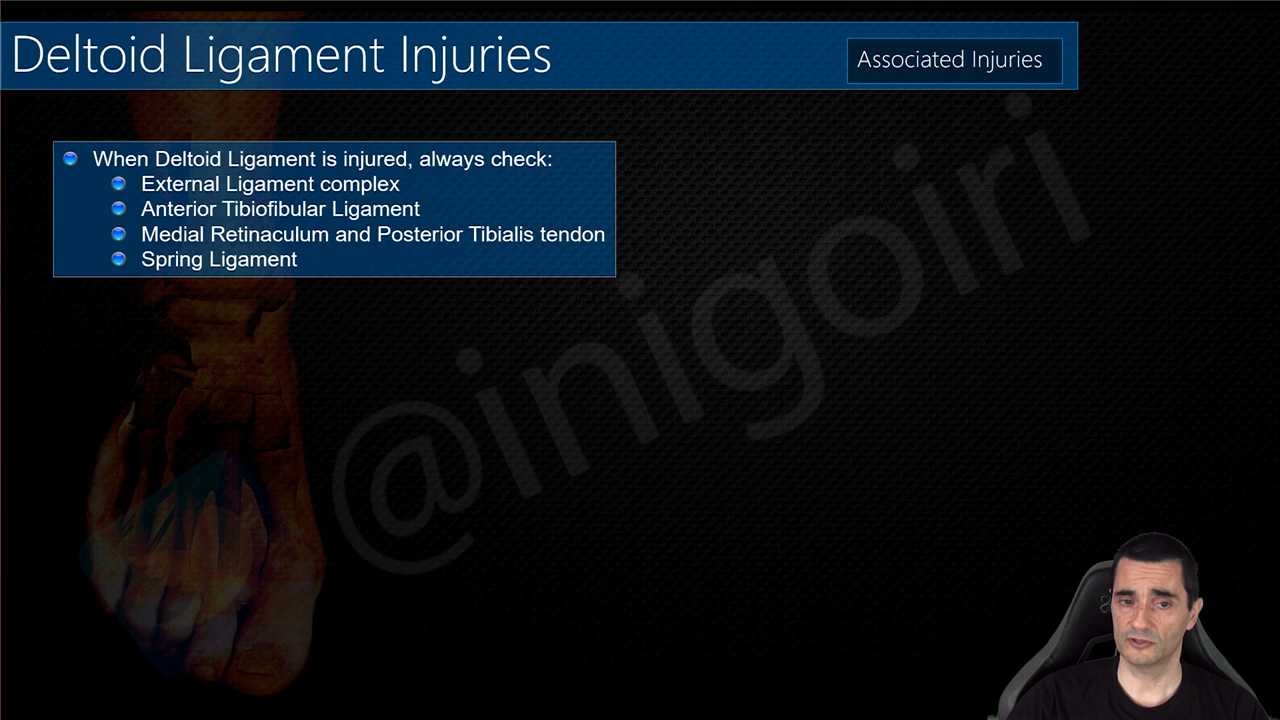 Deltoid Ligament Injuries
Associated Injuries
When Deltoid Ligament is injured, always check:
External Ligament complex
Anterior Tibiofibular Ligament
Medial Retinaculum and Posterior Tibialis tendon
Spring Ligament
@inigoiri